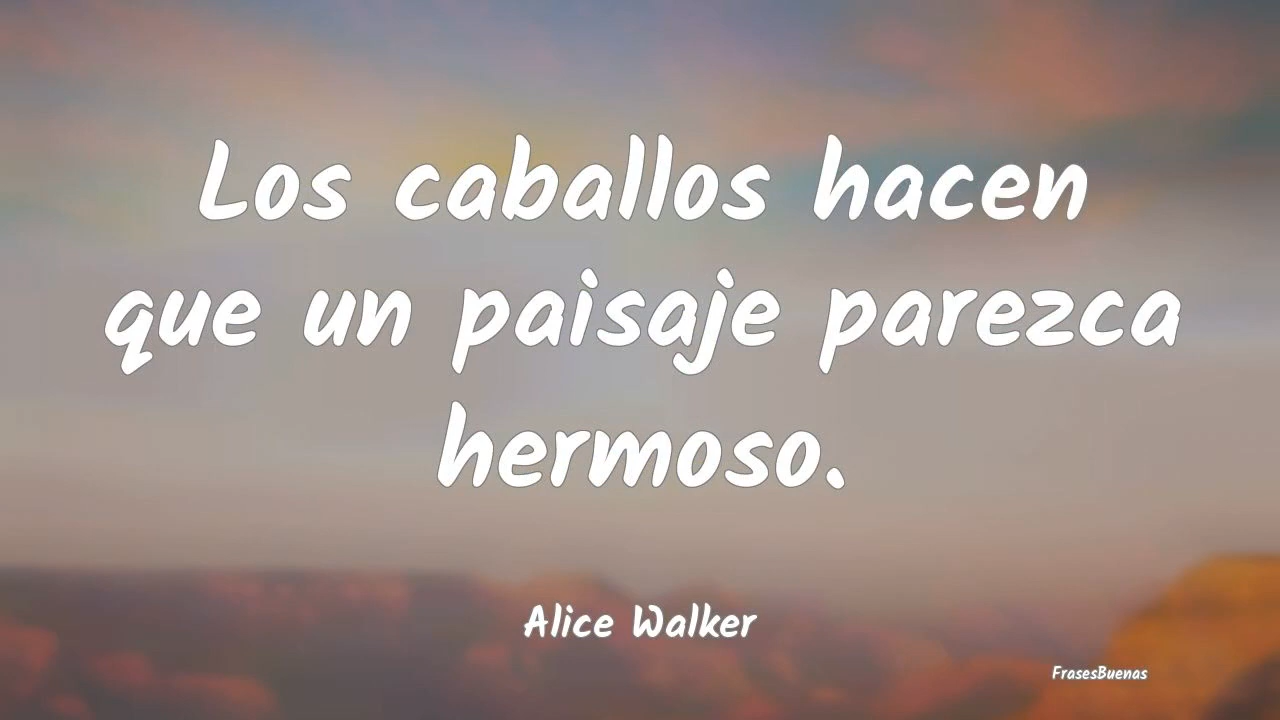 Los caballos hacen
que un paisaje parezca
hermoso.
Alice Walker
FrasesBuenas